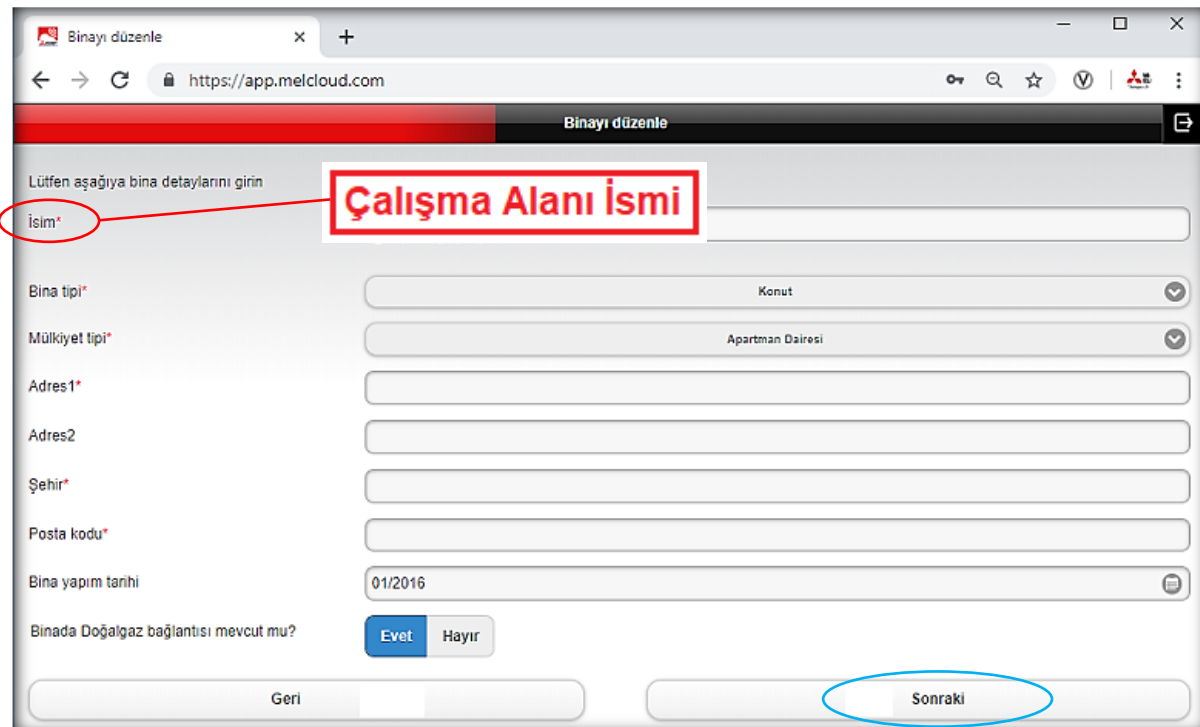 Binayı düzenle
https://app.melcloud.com
Binayı düzenle
Lütfen aşağıya bina detaylarını girin
İsim*
Çalışma Alanı İsmi
Bina tipi*
Konut
Mülkiyet tipi*
Apartman Dairesi
Adres1*
Adres2
Şehir*
Posta kodu*
Bina yapım tarihi
01/2016
Binada Doğalgaz bağlantısı mevcut mu?
Evet Hayır
Geri Sonraki